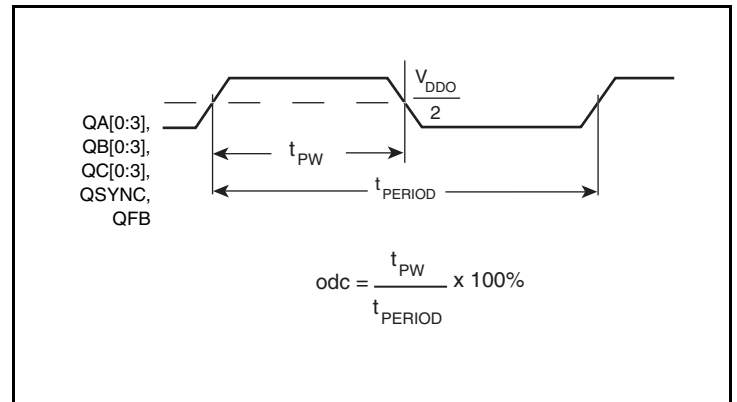 V_DDO
2
QA[0:3],
QB[0:3],
QC[0:3],
QSYNC,
QFB
t_PW
t_PERIOD
odc = t_PW / t_PERIOD x 100%